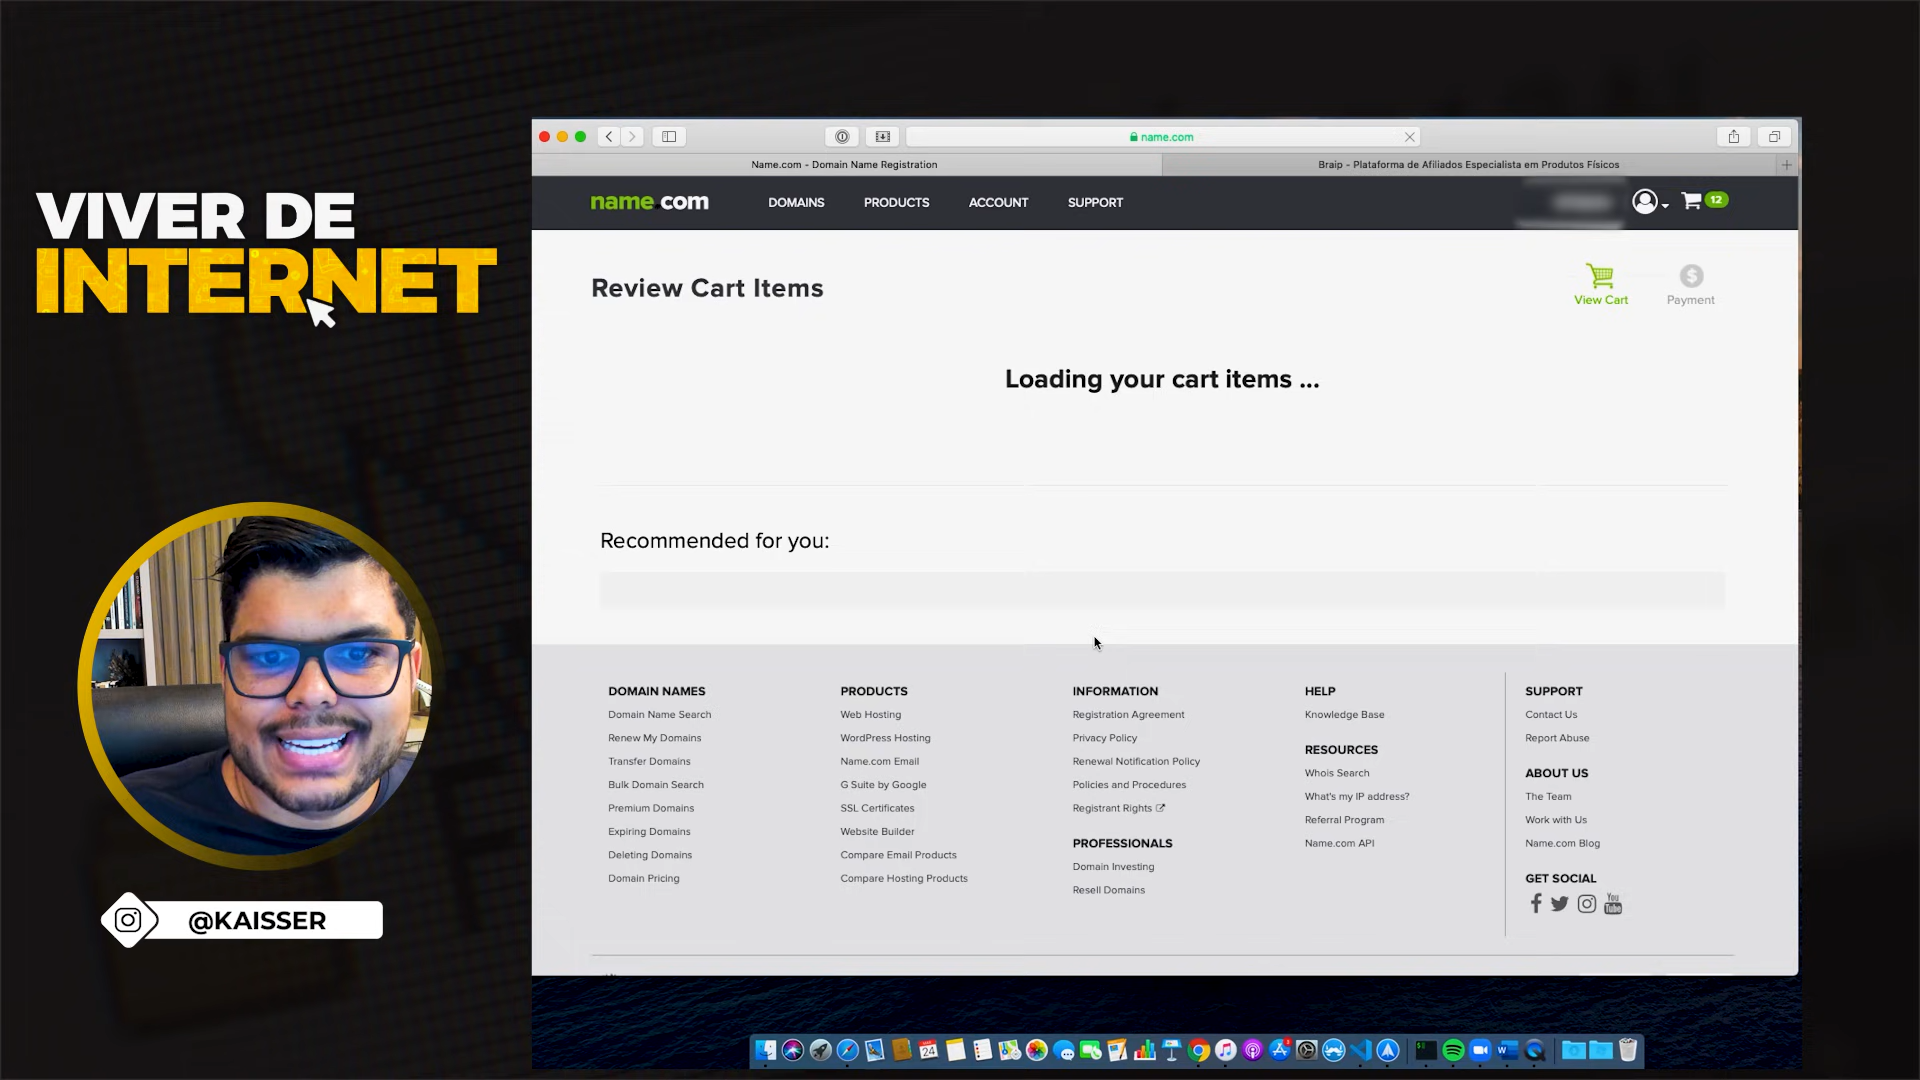 VIVER DE
INTERNET
@KAISSER
name.com
Name.com - Domain Name Registration
Braip - Plataforma de Afiliados Especialista em Produtos Físicos
name.com
DOMAINS
PRODUCTS
ACCOUNT
SUPPORT
12
Review Cart Items
View Cart
Payment
Loading your cart items ...
Recommended for you:
DOMAIN NAMES
Domain Name Search
Renew My Domains
Transfer Domains
Bulk Domain Search
Premium Domains
Expiring Domains
Deleting Domains
Domain Pricing
PRODUCTS
Web Hosting
WordPress Hosting
Name.com Email
G Suite by Google
SSL Certificates
Website Builder
Compare Email Products
Compare Hosting Products
INFORMATION
Registration Agreement
Privacy Policy
Renewal Notification Policy
Policies and Procedures
Registrant Rights
PROFESSIONALS
Domain Investing
Resell Domains
HELP
Knowledge Base
RESOURCES
Whois Search
What's my IP address?
Referral Program
Name.com API
SUPPORT
Contact Us
Report Abuse
ABOUT US
The Team
Work with Us
Name.com Blog
GET SOCIAL
You
Tube
24